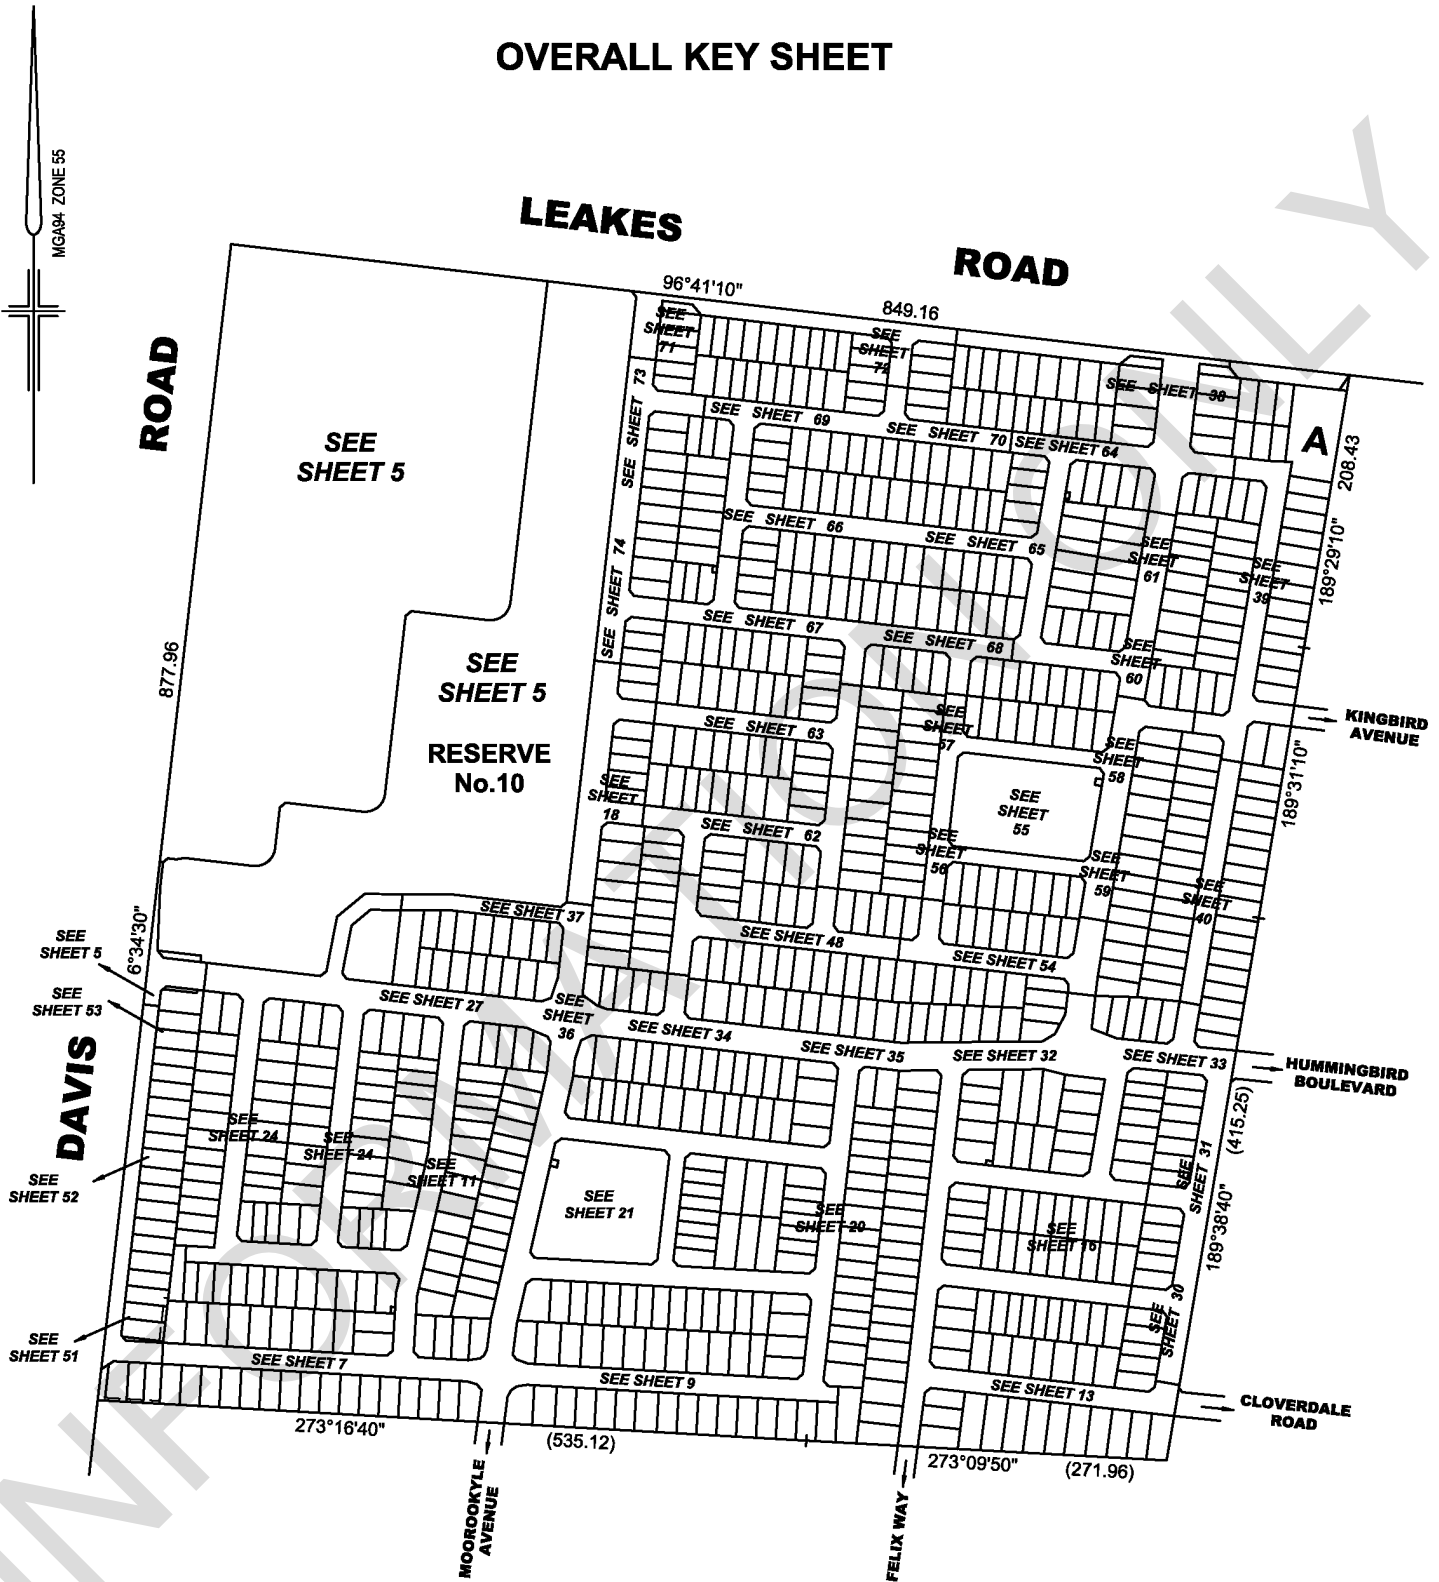 OVERALL KEY SHEET
MGA94 ZONE 55
LEAKES
ROAD
96°41'10"
849.16
ROAD
SEE
SHEET 5
SEE
SHEET
71
SEE
SHEET
72
SEE SHEET 38
SEE SHEET 73
SEE SHEET 69
SEE SHEET 70
SEE SHEET 64
A
208.43
SEE SHEET 66
SEE SHEET 65
SEE
SHEET
61
SEE
SHEET
39
189°29'10"
SEE SHEET 74
SEE SHEET 67
SEE SHEET 68
SEE
SHEET
60
877.96
SEE
SHEET 5
RESERVE
No.10
SEE SHEET 63
SEE
SHEET
57
SEE
SHEET
58
KINGBIRD
AVENUE
189°31'10"
SEE
SHEET
18
SEE SHEET 62
SEE
SHEET
55
SEE
SHEET
56
SEE
SHEET
59
SEE
SHEET
40
SEE SHEET 37
SEE SHEET 48
SEE SHEET 54
6°34'30"
SEE
SHEET 5
SEE
SHEET 53
SEE SHEET 27
SEE
SHEET
36
SEE SHEET 34
SEE SHEET 35
SEE SHEET 32
SEE SHEET 33
HUMMINGBIRD
BOULEVARD
(415.25)
DAVIS
SEE
SHEET 24
SEE
SHEET 24
SEE
SHEET 11
SEE
SHEET 52
SEE
SHEET 21
SEE
SHEET 20
SEE
SHEET 16
SEE
SHEET 31
189°38'40"
SEE
SHEET 30
SEE
SHEET 51
SEE SHEET 7
SEE SHEET 9
SEE SHEET 13
CLOVERDALE
ROAD
273°16'40"
(535.12)
273°09'50"
(271.96)
MOOROOKYLE
AVENUE
FELIX WAY
INFORMATION ONLY